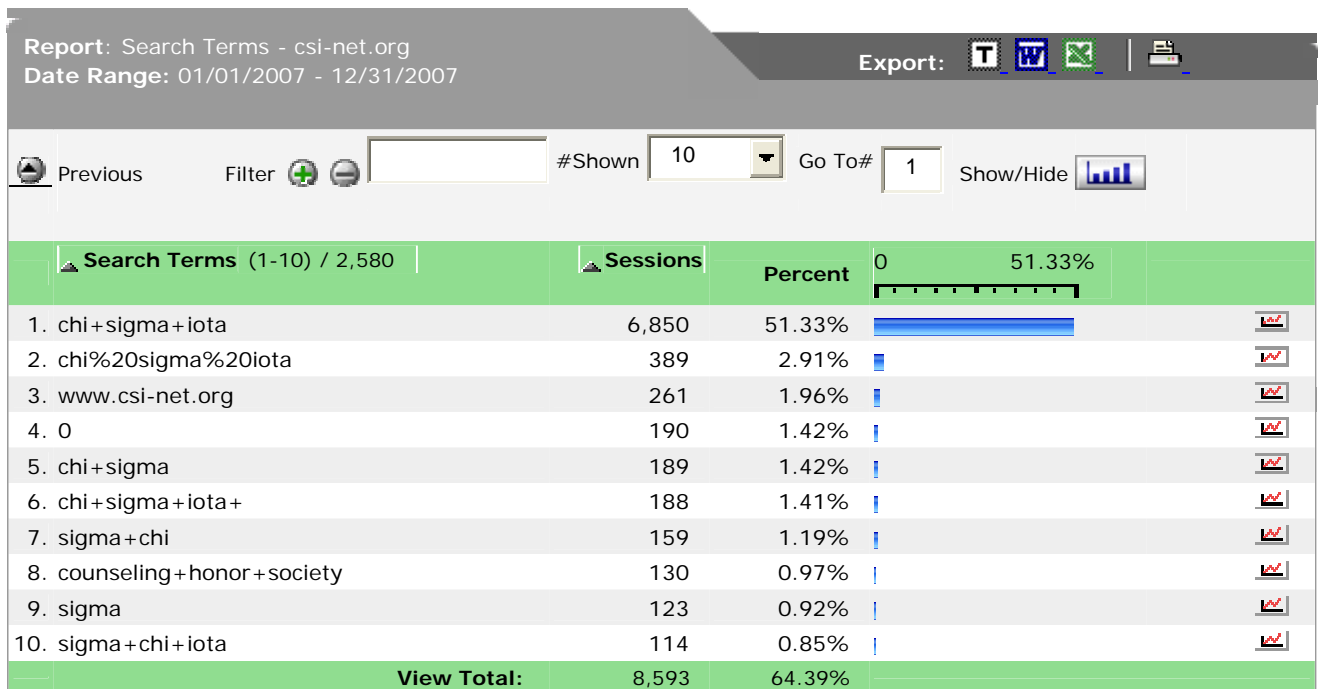 Report: Search Terms - csi-net.org
Date Range: 01/01/2007 - 12/31/2007
Export: T W X
Previous Filter #Shown 10 Go To# 1 Show/Hide
Search Terms (1-10) / 2,580 Sessions Percent 0 51.33%
1. chi+sigma+iota 6,850 51.33%
2. chi%20sigma%20iota 389 2.91%
3. www.csi-net.org 261 1.96%
4. 0 190 1.42%
5. chi+sigma 189 1.42%
6. chi+sigma+iota+ 188 1.41%
7. sigma+chi 159 1.19%
8. counseling+honor+society 130 0.97%
9. sigma 123 0.92%
10. sigma+chi+iota 114 0.85%
View Total: 8,593 64.39%